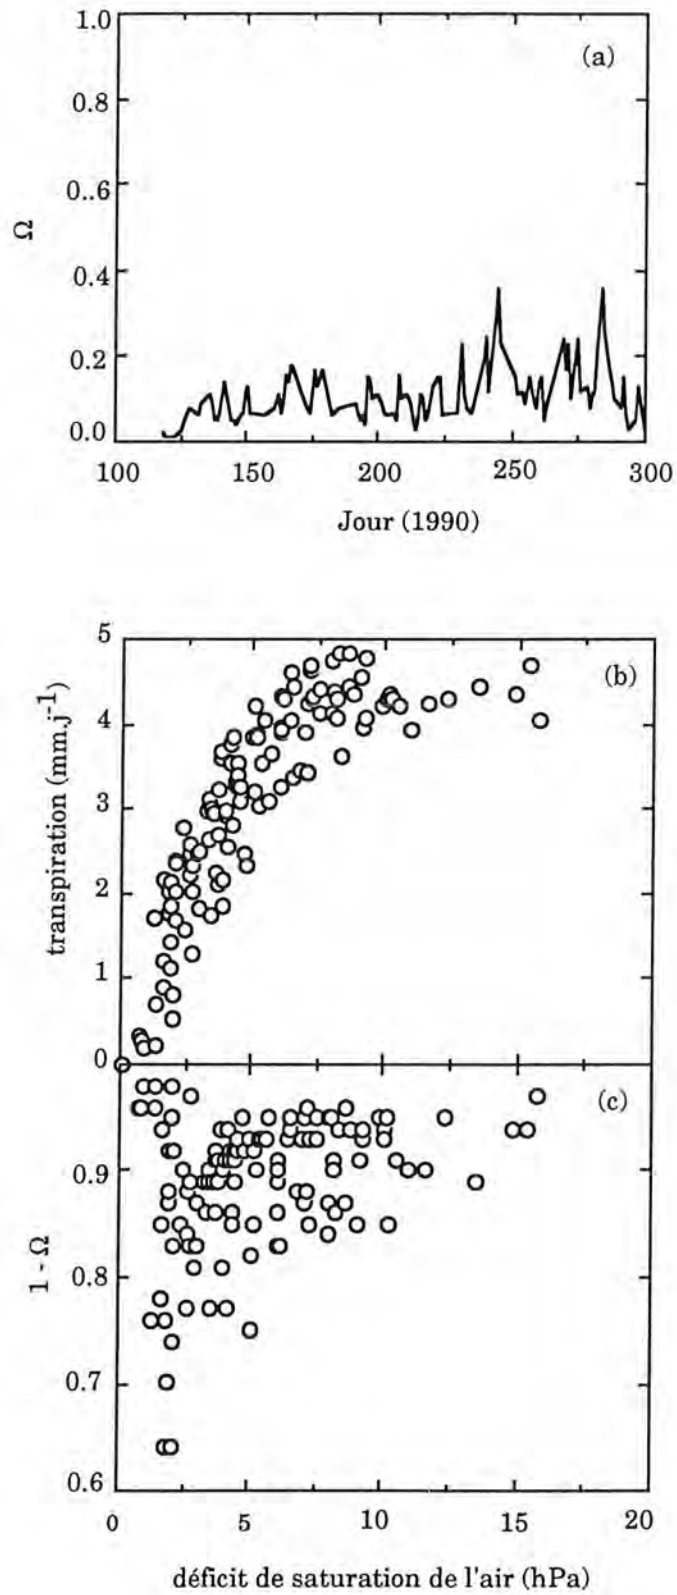 1.0
(a)
0.8
0..6
Ω
0.4
0.2
0.0
100 150 200 250 300
Jour (1990)
5
(b)
4
transpiration (mm.j-1)
3
2
1
0
(c)
0.9
1 - Ω
0.8
0.7
0.6
0 5 10 15 20
déficit de saturation de l'air (hPa)